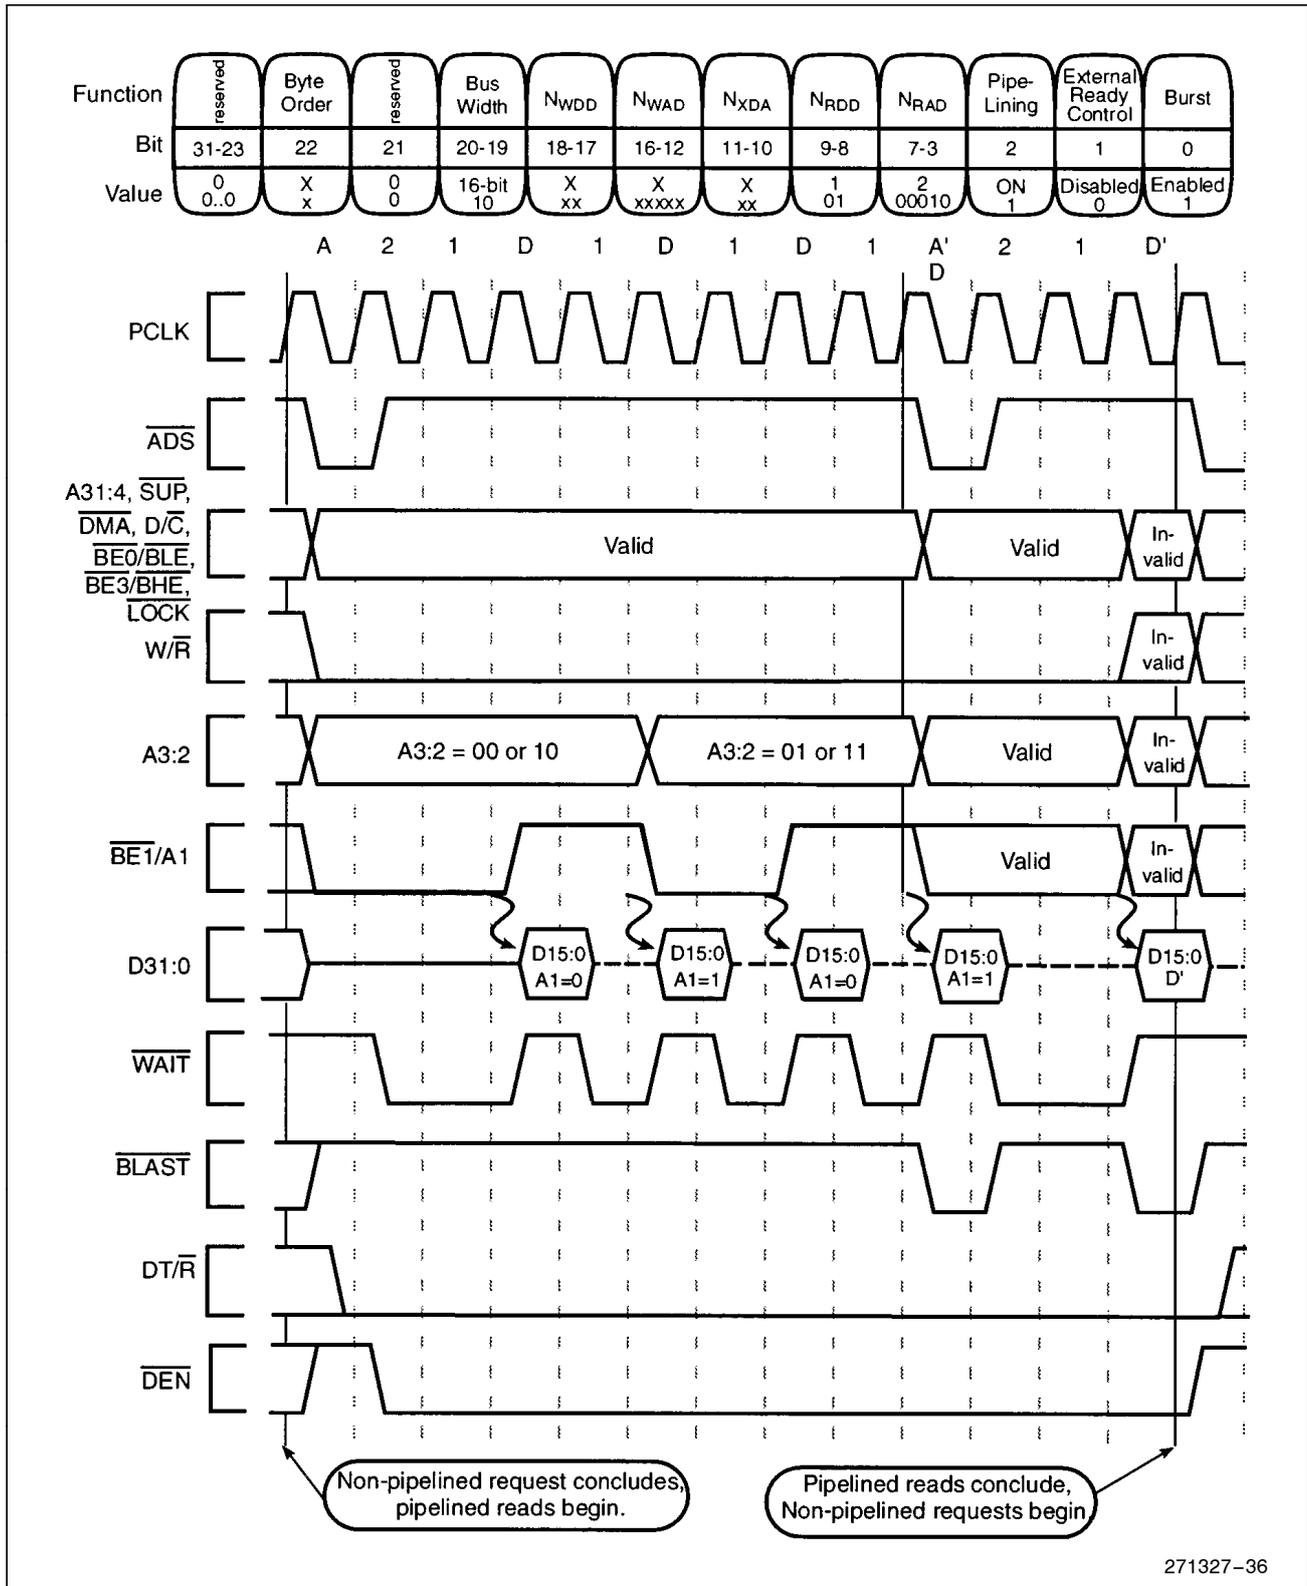 Function reserved Byte Order reserved Bus Width NWDD NWAD NXDA NRDD NRAD Pipe-Lining External Ready Control Burst
Bit 31-23 22 21 20-19 18-17 16-12 11-10 9-8 7-3 2 1 0
Value 0 X 0 16-bit X X X 1 2 ON Disabled Enabled
0..0 x 0 10 xx xxxxx xx 01 00010 1 0 1
A 2 1 D 1 D 1 D 1 A' 2 1 D'
D
PCLK
ADS
A31:4, SUP,
DMA, D/C,
BE0/BLE,
BE3/BHE,
LOCK
Valid Valid In-valid
W/R In-valid
A3:2 A3:2 = 00 or 10 A3:2 = 01 or 11 Valid In-valid
BE1/A1 Valid In-valid
D31:0 D15:0 D15:0 D15:0 D15:0 D15:0
A1=0 A1=1 A1=0 A1=1 D'
WAIT
BLAST
DT/R
DEN
Non-pipelined request concludes,
pipelined reads begin.
Pipelined reads conclude,
Non-pipelined requests begin.
271327–36